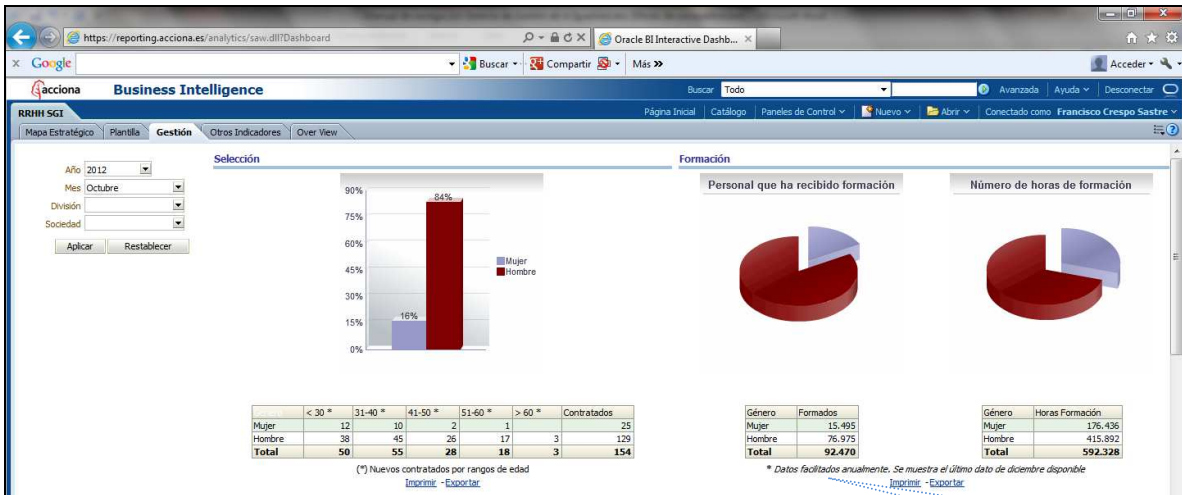 https://reporting.acciona.es/analytics/saw.dll?Dashboard
Oracle BI Interactive Dashb...
Google
Buscar
Compartir
Más »
Acceder
acciona
Business Intelligence
Buscar Todo
Avanzada Ayuda Desconectar
RRHH SGI
Página Inicial Catálogo Paneles de Control Nuevo Abrir Conectado como Francisco Crespo Sastre
Mapa Estratégico Plantilla Gestión Otros Indicadores Over View
Año 2012
Mes Octubre
División
Sociedad
Aplicar Restablecer
Selección
90%
75%
60%
45%
30%
15%
0%
84%
16%
Mujer
Hombre
< 30 * 31-40 * 41-50 * 51-60 * > 60 * Contratados
Mujer 12 10 2 1 25
Hombre 38 45 26 17 3 129
Total 50 55 28 18 3 154
(*) Nuevos contratados por rangos de edad
Imprimir - Exportar
Formación
Personal que ha recibido formación
Número de horas de formación
Género Formados
Mujer 15.495
Hombre 76.975
Total 92.470
Género Horas Formación
Mujer 176.436
Hombre 415.892
Total 592.328
* Datos facilitados anualmente. Se muestra el último dato de diciembre disponible
Imprimir - Exportar